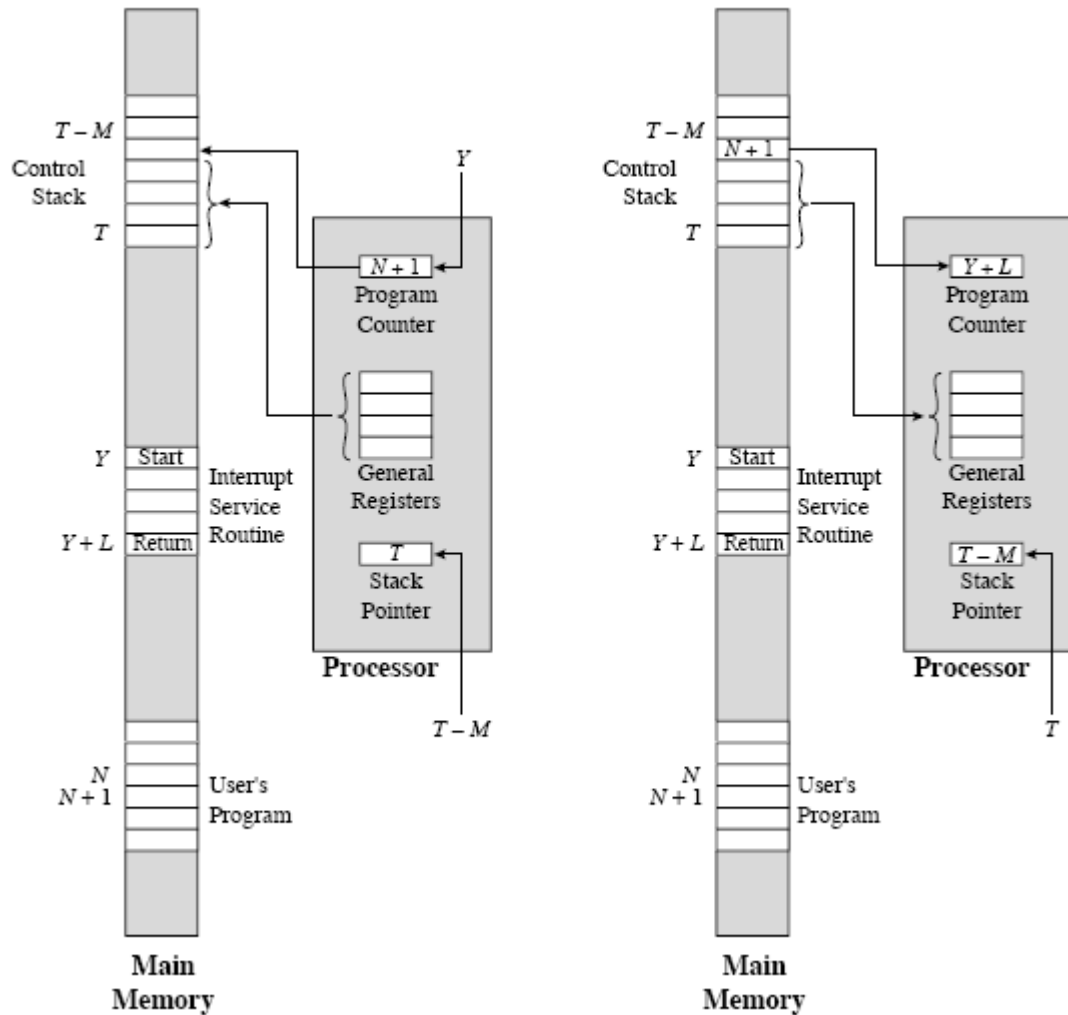 T – M
Control
Stack
T
Y
N + 1
Program
Counter
Y
Start
Interrupt
Service
Routine
General
Registers
Y + L
Return
T
Stack
Pointer
Processor
T – M
N
N + 1
User's
Program
Main
Memory
T – M
N + 1
Control
Stack
T
Y + L
Program
Counter
Y
Start
Interrupt
Service
Routine
General
Registers
Y + L
Return
T – M
Stack
Pointer
Processor
T
N
N + 1
User's
Program
Main
Memory